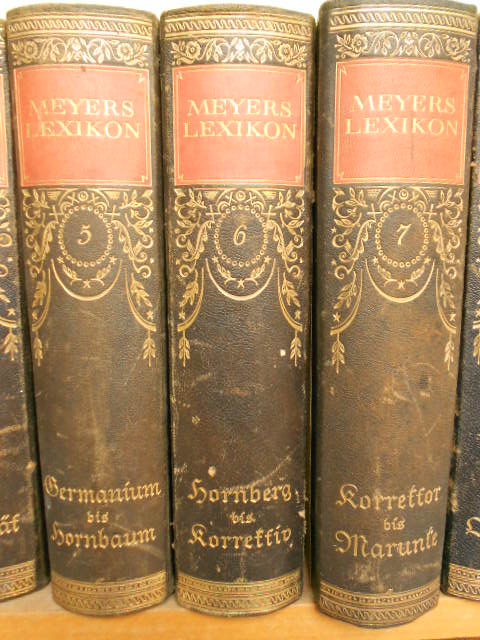 MEYERS
LEXIKON
5
Germanium
bis
Hornbaum
MEYERS
LEXIKON
6
Hornberg
bis
Korrektiv
MEYERS
LEXIKON
7
Korrektor
bis
Marunke